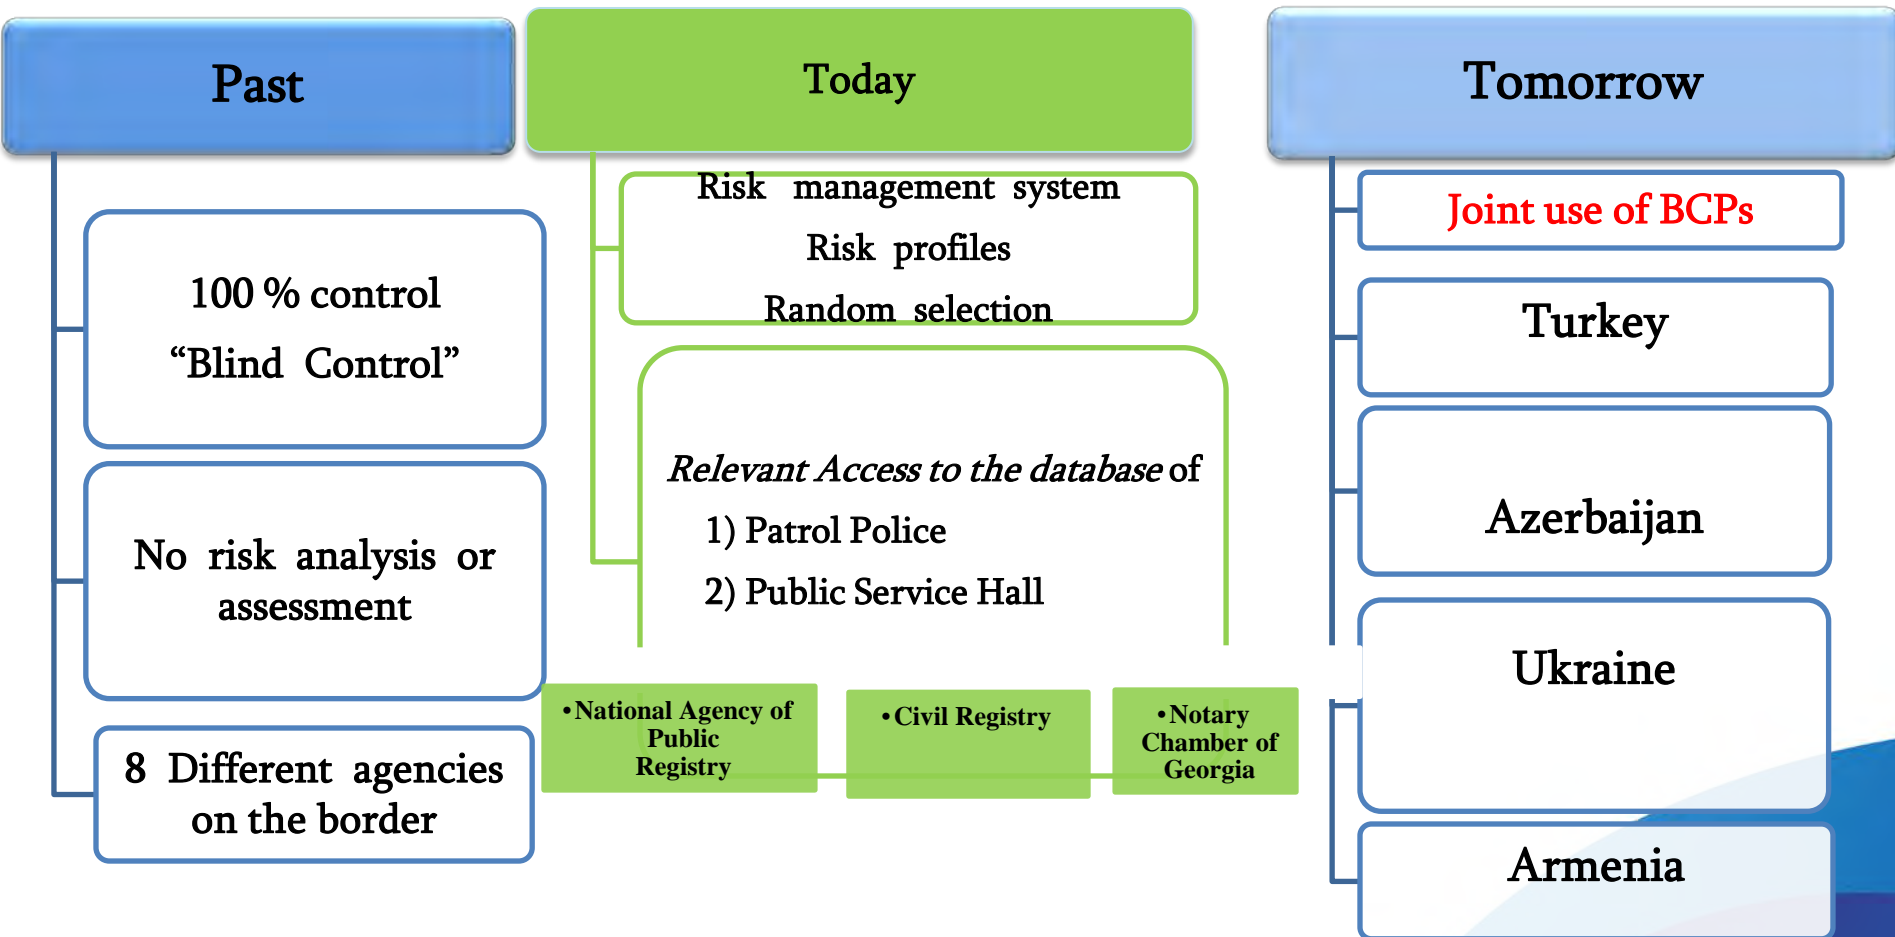 Past
100 % control
“Blind Control”
No risk analysis or
assessment
8 Different agencies
on the border
Today
Risk management system
Risk profiles
Random selection
Relevant Access to the database of
1) Patrol Police
2) Public Service Hall
•National Agency of
Public
Registry
•Civil Registry
•Notary
Chamber of
Georgia
Tomorrow
Joint use of BCPs
Turkey
Azerbaijan
Ukraine
Armenia